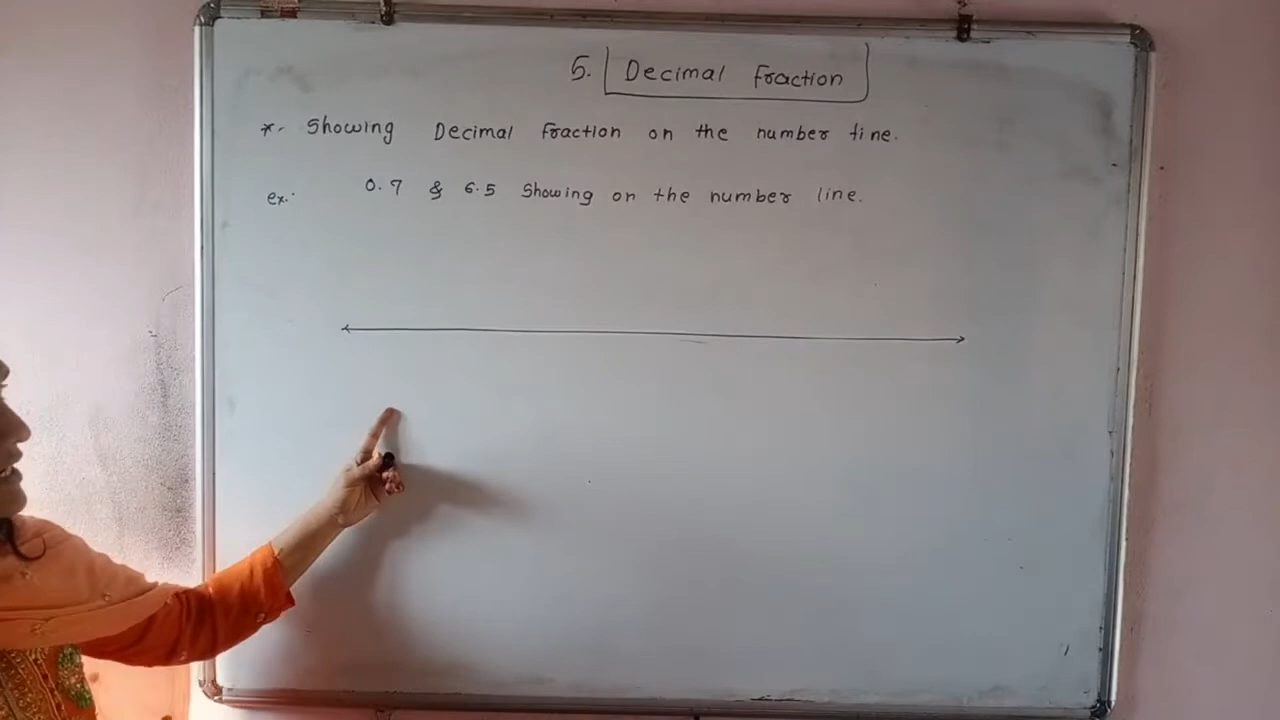 5. Decimal Fraction
*- Showing Decimal Fraction on the number line.
ex:- 0.7 & 6.5 Showing on the number line.